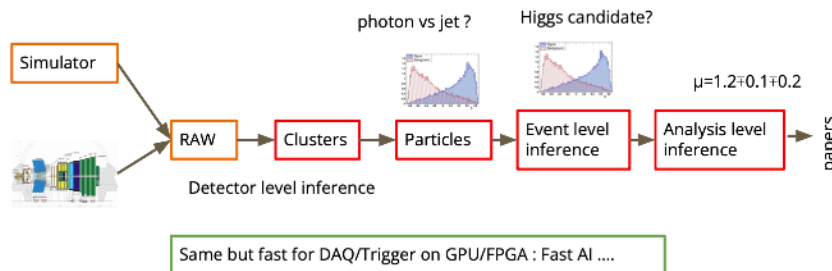 photon vs jet ?
Higgs candidate?
Simulator
μ=1.2∓0.1∓0.2
RAW
Clusters
Particles
Event level
inference
Analysis level
inference
papers
Detector level inference
Same but fast for DAQ/Trigger on GPU/FPGA : Fast AI ....